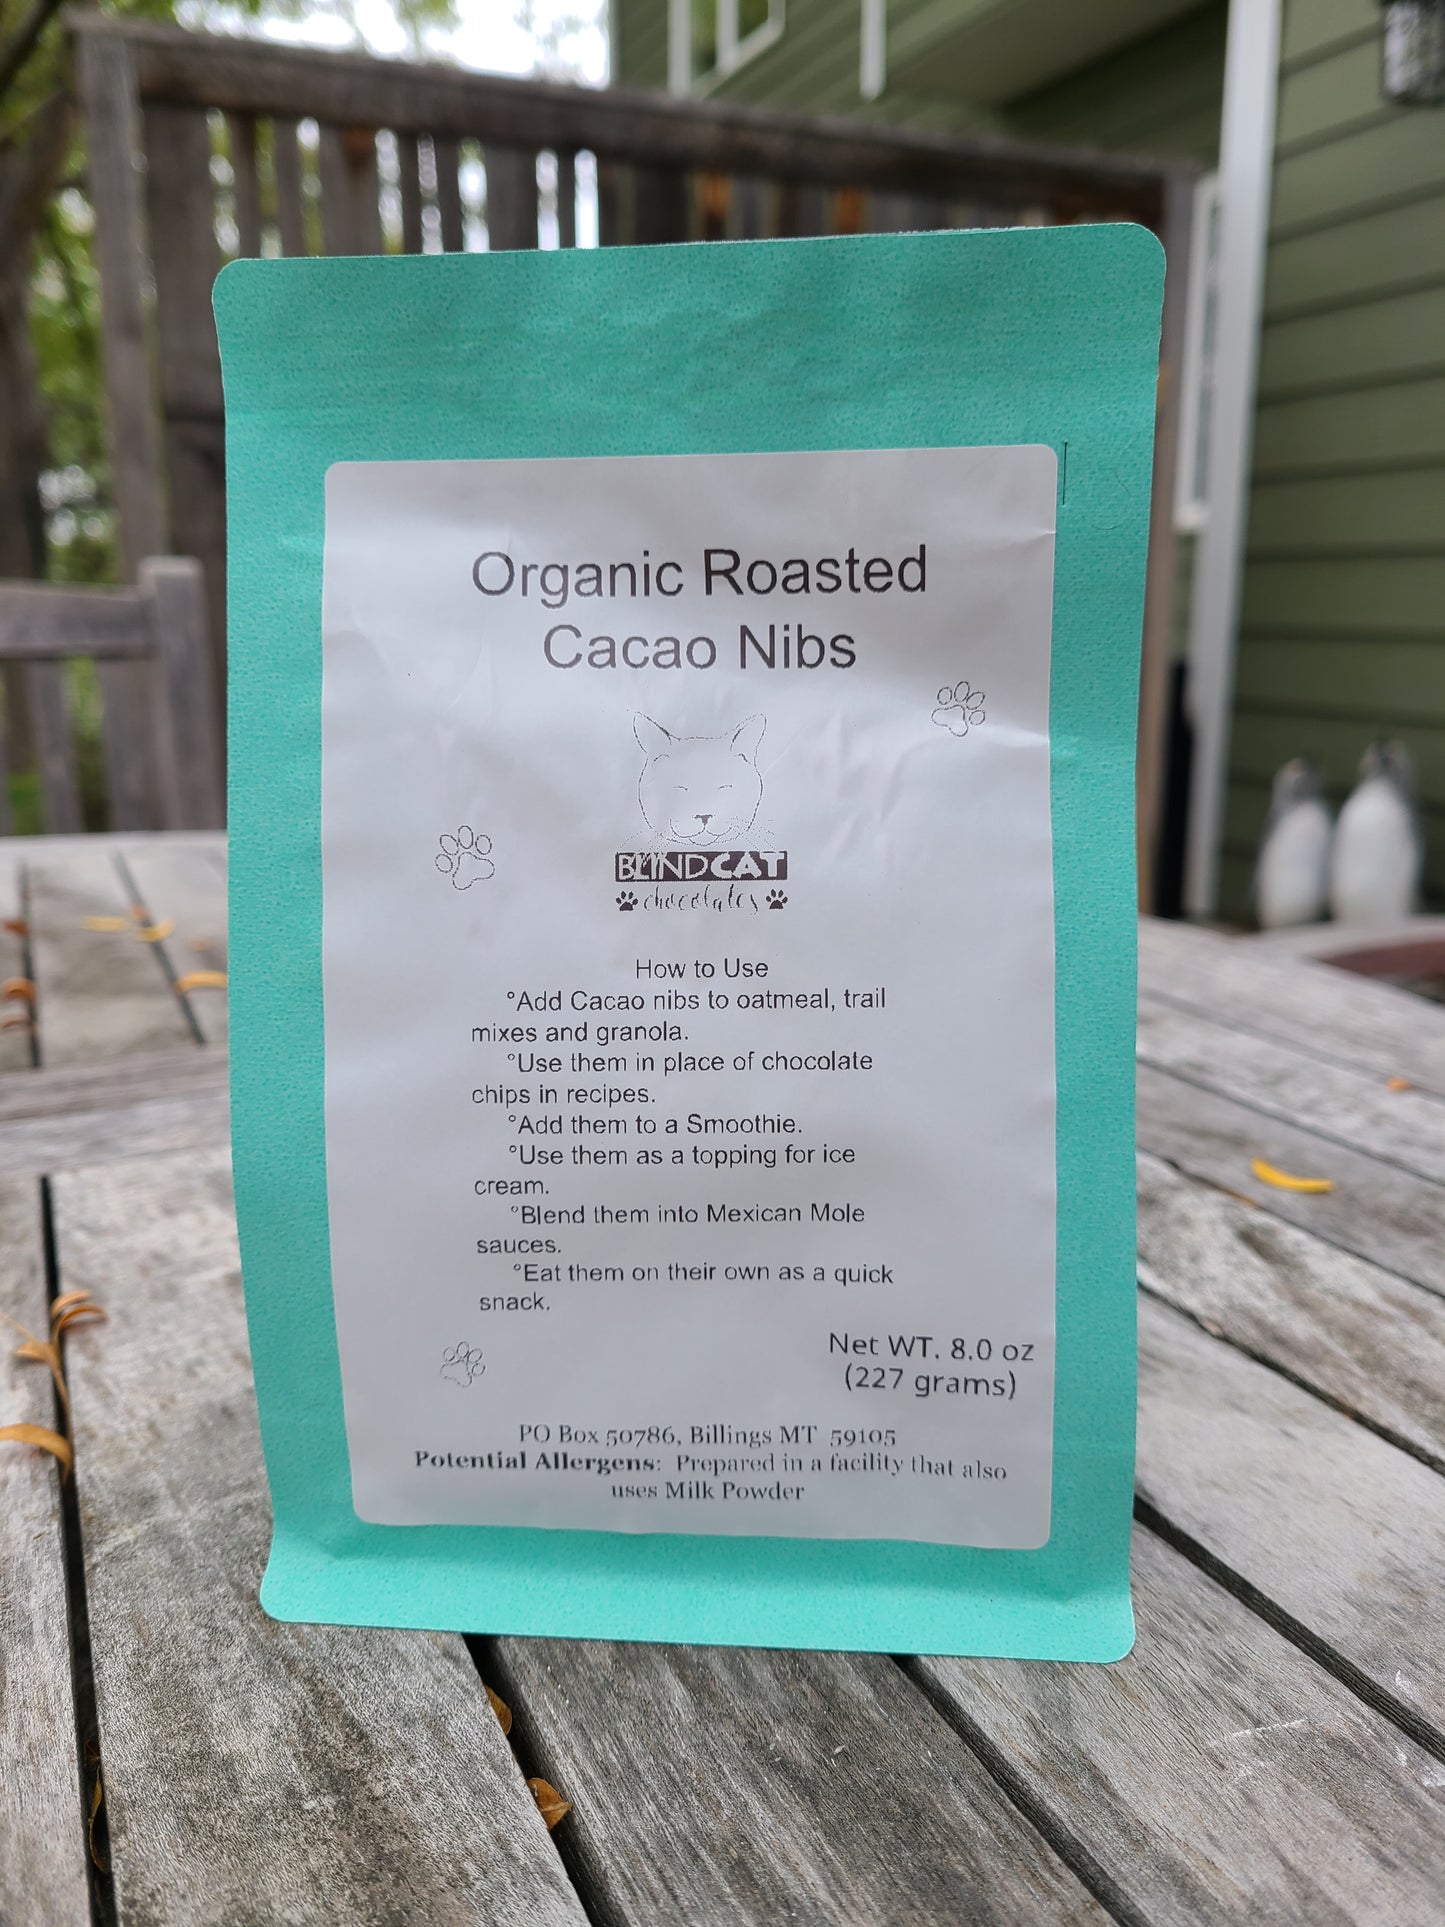 Organic Roasted
Cacao Nibs
BLINDCAT
chocolates
How to Use
°Add Cacao nibs to oatmeal, trail
mixes and granola.
°Use them in place of chocolate
chips in recipes.
°Add them to a Smoothie.
°Use them as a topping for ice
cream.
°Blend them into Mexican Mole
sauces.
°Eat them on their own as a quick
snack.
Net WT. 8.0 oz
(227 grams)
PO Box 50786, Billings MT 59105
Potential Allergens: Prepared in a facility that also
uses Milk Powder